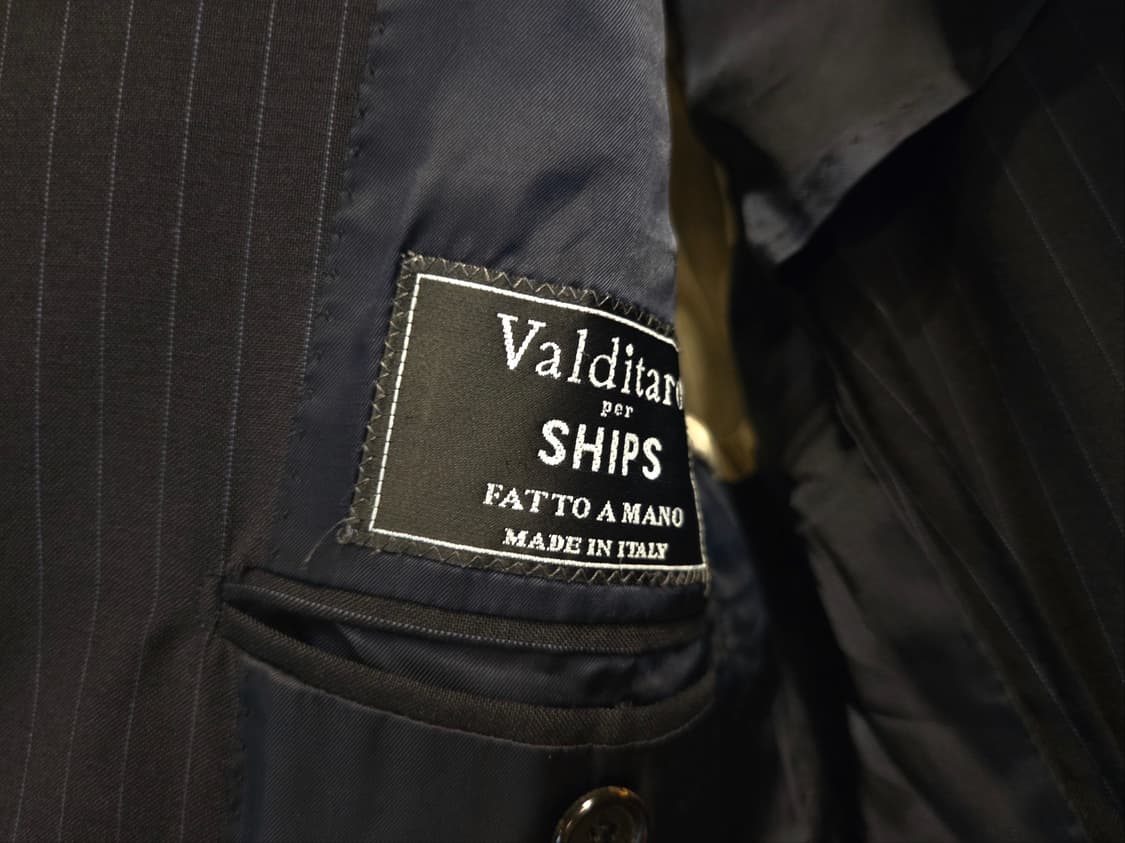 Valditaro
per
SHIPS
FATTO A MANO
MADE IN ITALY